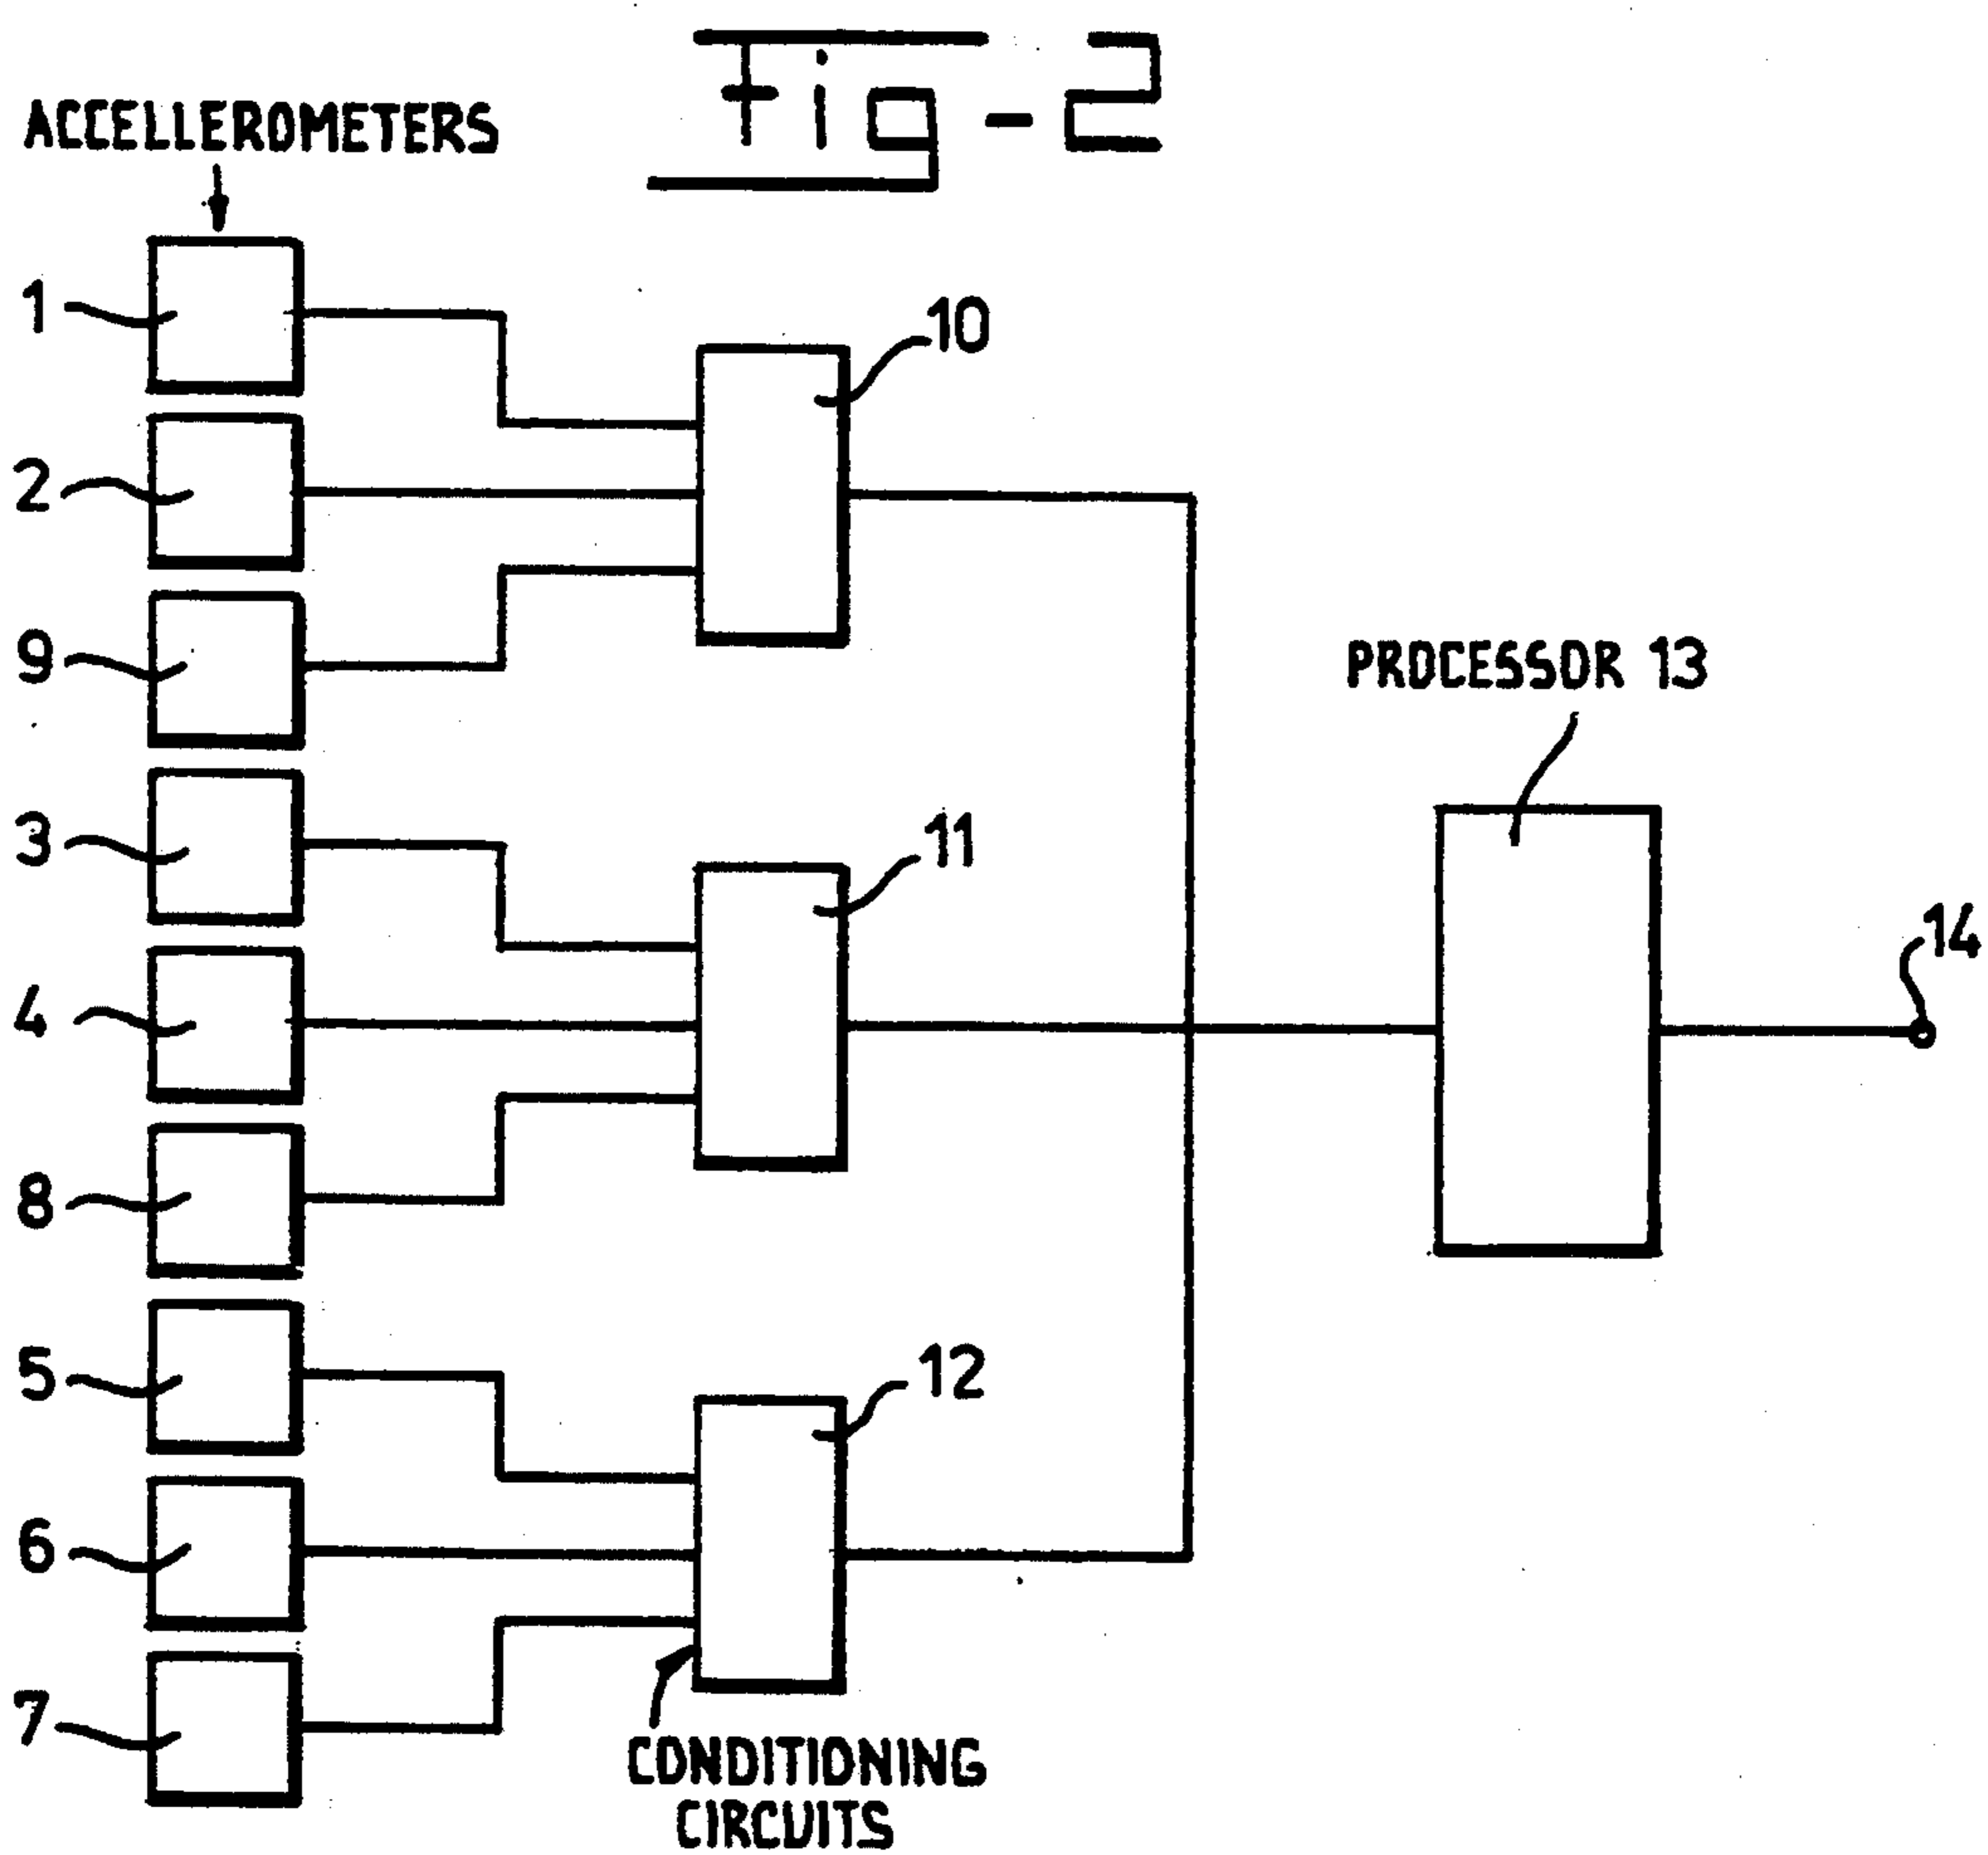 Fig-2
ACCELLEROMETERS
1
10
2
9
PROCESSOR 13
3
11
14
4
8
5
12
6
7
CONDITIONING
CIRCUITS